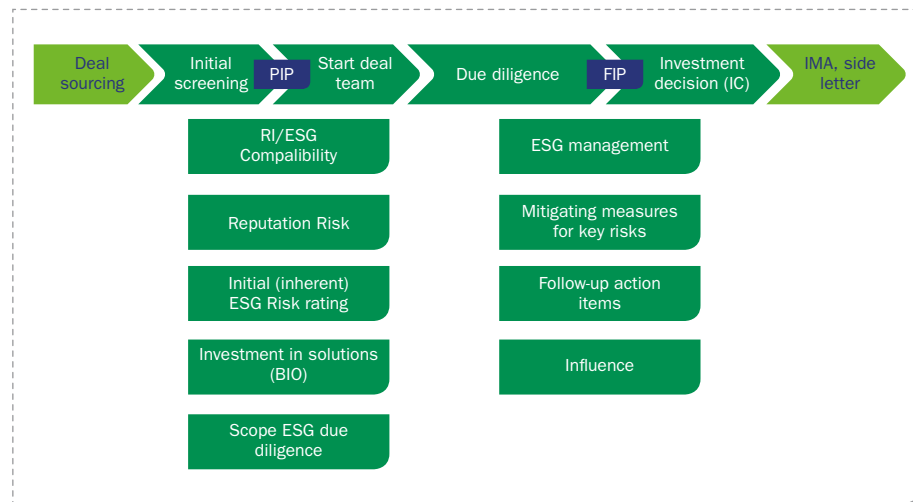 Deal
sourcing
Initial
screening
PIP
Start deal
team
Due diligence
FIP
Investment
decision (IC)
IMA, side
letter
RI/ESG
Compalibility
Reputation Risk
Initial (inherent)
ESG Risk rating
Investment in solutions
(BIO)
Scope ESG due
diligence
ESG management
Mitigating measures
for key risks
Follow-up action
items
Influence